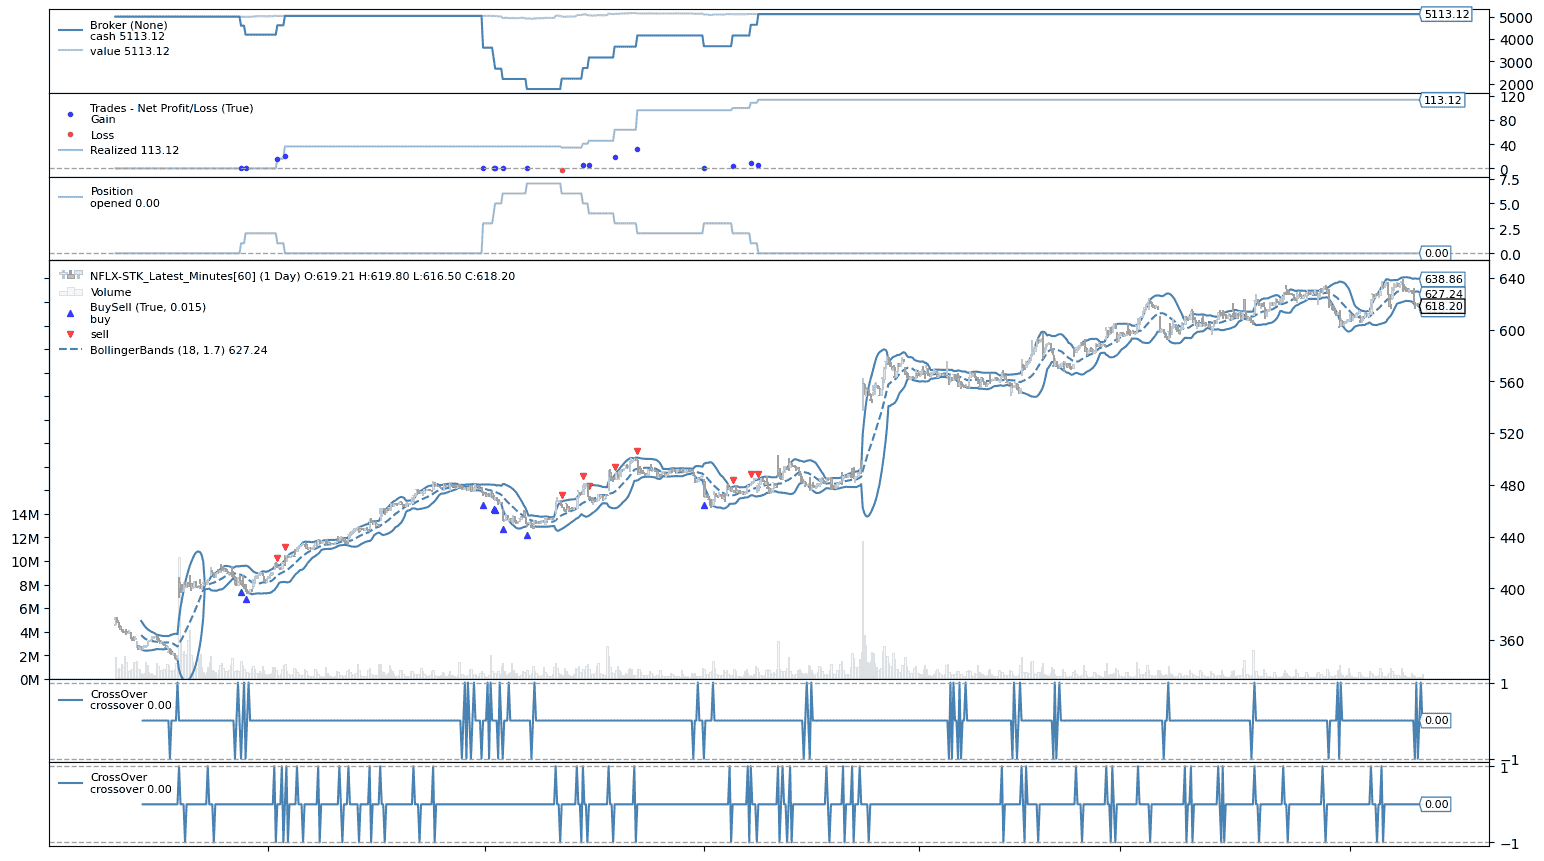 Broker (None)
cash 5113.12
value 5113.12
5113.12
5000
4000
3000
2000
Trades - Net Profit/Loss (True)
Gain
Loss
Realized 113.12
113.12
120
80
40
0
Position
opened 0.00
7.5
5.0
2.5
0.0
0.00
NFLX-STK_Latest_Minutes[60] (1 Day) O:619.21 H:619.80 L:616.50 C:618.20
Volume
BuySell (True, 0.015)
buy
sell
BollingerBands (18, 1.7) 627.24
638.86
627.24
618.20
640
600
560
520
480
440
400
360
14M
12M
10M
8M
6M
4M
2M
0M
CrossOver
crossover 0.00
1
0.00
−1
CrossOver
crossover 0.00
1
0.00
−1